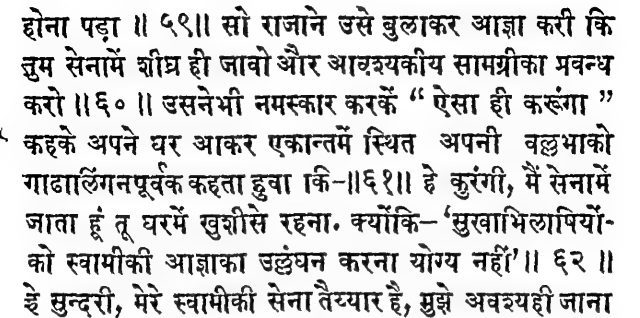 होना पड़ा ॥ ५९॥ सो राजाने उसे बुलाकर आज्ञा करी कि
तुम सेनामें शीघ्र ही जावो और आवश्यकीय सामग्रीका प्रवन्ध
करो ॥६० ॥ उसनेभी नमस्कार करकें “ ऐसा ही करूंगा ”
कहके अपने घर आकर एकान्तमें स्थित अपनी वल्लभाको
गाढालिंगनपूर्वक कहता हुवा कि–॥६१॥ हे कुरंगी, मैं सेनामें
जाता हूं तू घरमें खुशीसे रहना. क्योंकि– ‘सुखाभिलाषियों-
को स्वामीकी आज्ञाका उल्लंघन करना योग्य नहीं’॥ ६२ ॥
हे सुन्दरी, मेरे स्वामीकी सेना तैय्यार है, मुझे अवश्यही जाना